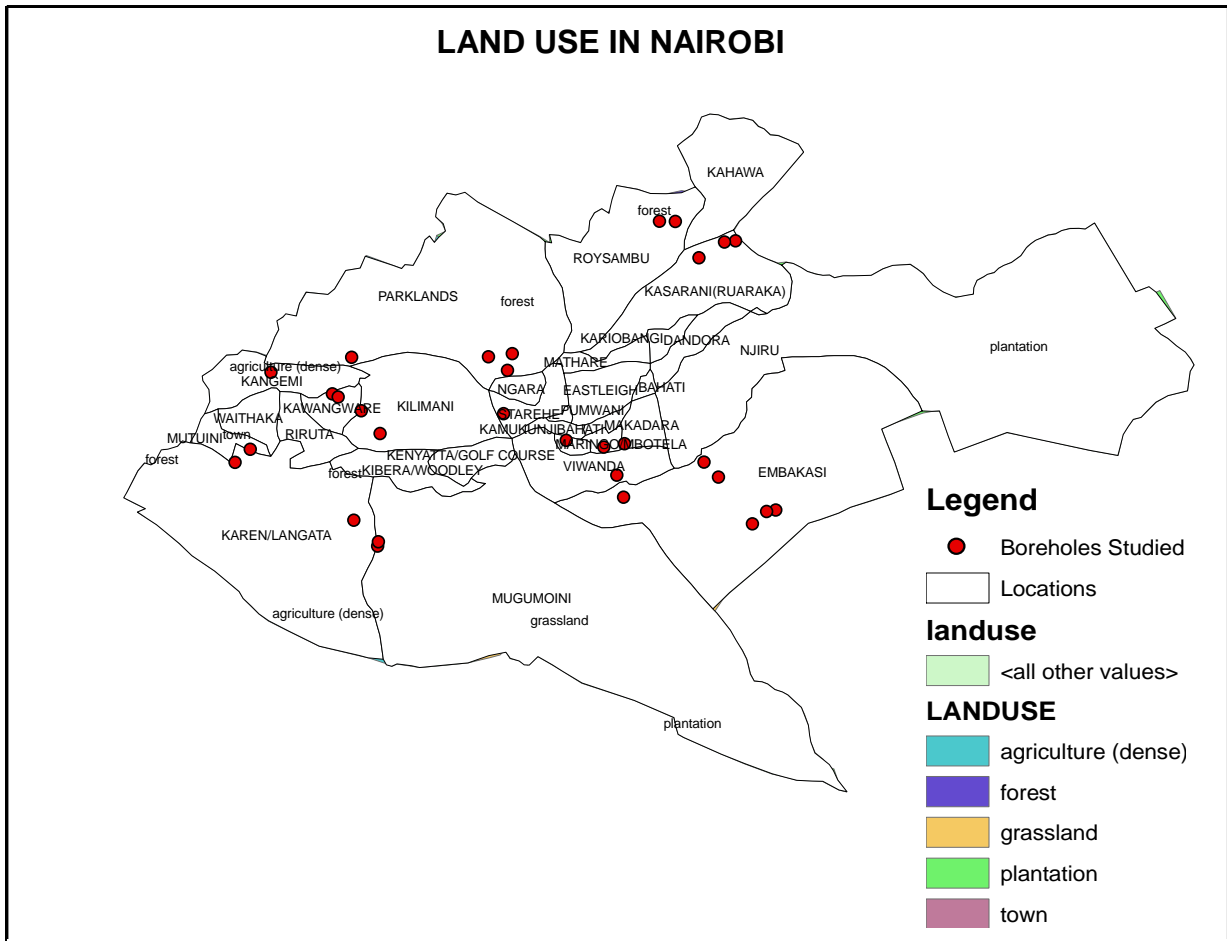 LAND USE IN NAIROBI
KAHAWA
forest
ROYSAMBU
KASARANI(RUARAKA)
PARKLANDS
forest
KARIOBANGI
DANDORA
NJIRU
plantation
MATHARE
agriculture (dense)
KANGEMI
NGARA
EASTLEIGH
BAHATI
KAWANGWARE
KILIMANI
STAREHE
PUMWANI
WAITHAKA
MAKADARA
KAMUKUNJI
BAHATI
town
MUTUINI
RIRUTA
MARINGO
MBOTELA
KENYATTA/GOLF COURSE
forest
forest
KIBERA/WOODLEY
VIWANDA
EMBAKASI
KAREN/LANGATA
MUGUMOINI
agriculture (dense)
grassland
plantation
Legend
Boreholes Studied
Locations
landuse
<all other values>
LANDUSE
agriculture (dense)
forest
grassland
plantation
town